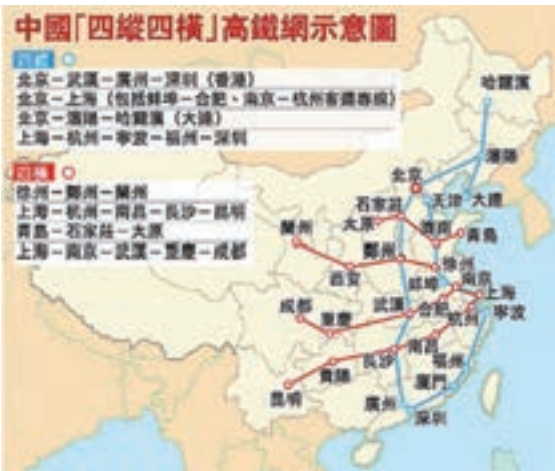 中國「四縱四橫」高鐵網示意圖
四縱
北京－武漢－廣州－深圳（香港）
北京－上海（包括蚌埠－合肥、南京－杭州客運專線）
北京－瀋陽－哈爾濱（大連）
上海－杭州－寧波－福州－深圳
四橫
徐州－鄭州－蘭州
上海－杭州－南昌－長沙－昆明
青島－石家莊－太原
上海－南京－武漢－重慶－成都
哈爾濱
瀋陽
北京
天津
大連
石家莊
太原
濟南
青島
蘭州
鄭州
徐州
西安
蚌埠
南京
上海
成都
武漢
合肥
寧波
重慶
杭州
南昌
長沙
貴陽
福州
昆明
廈門
廣州
深圳